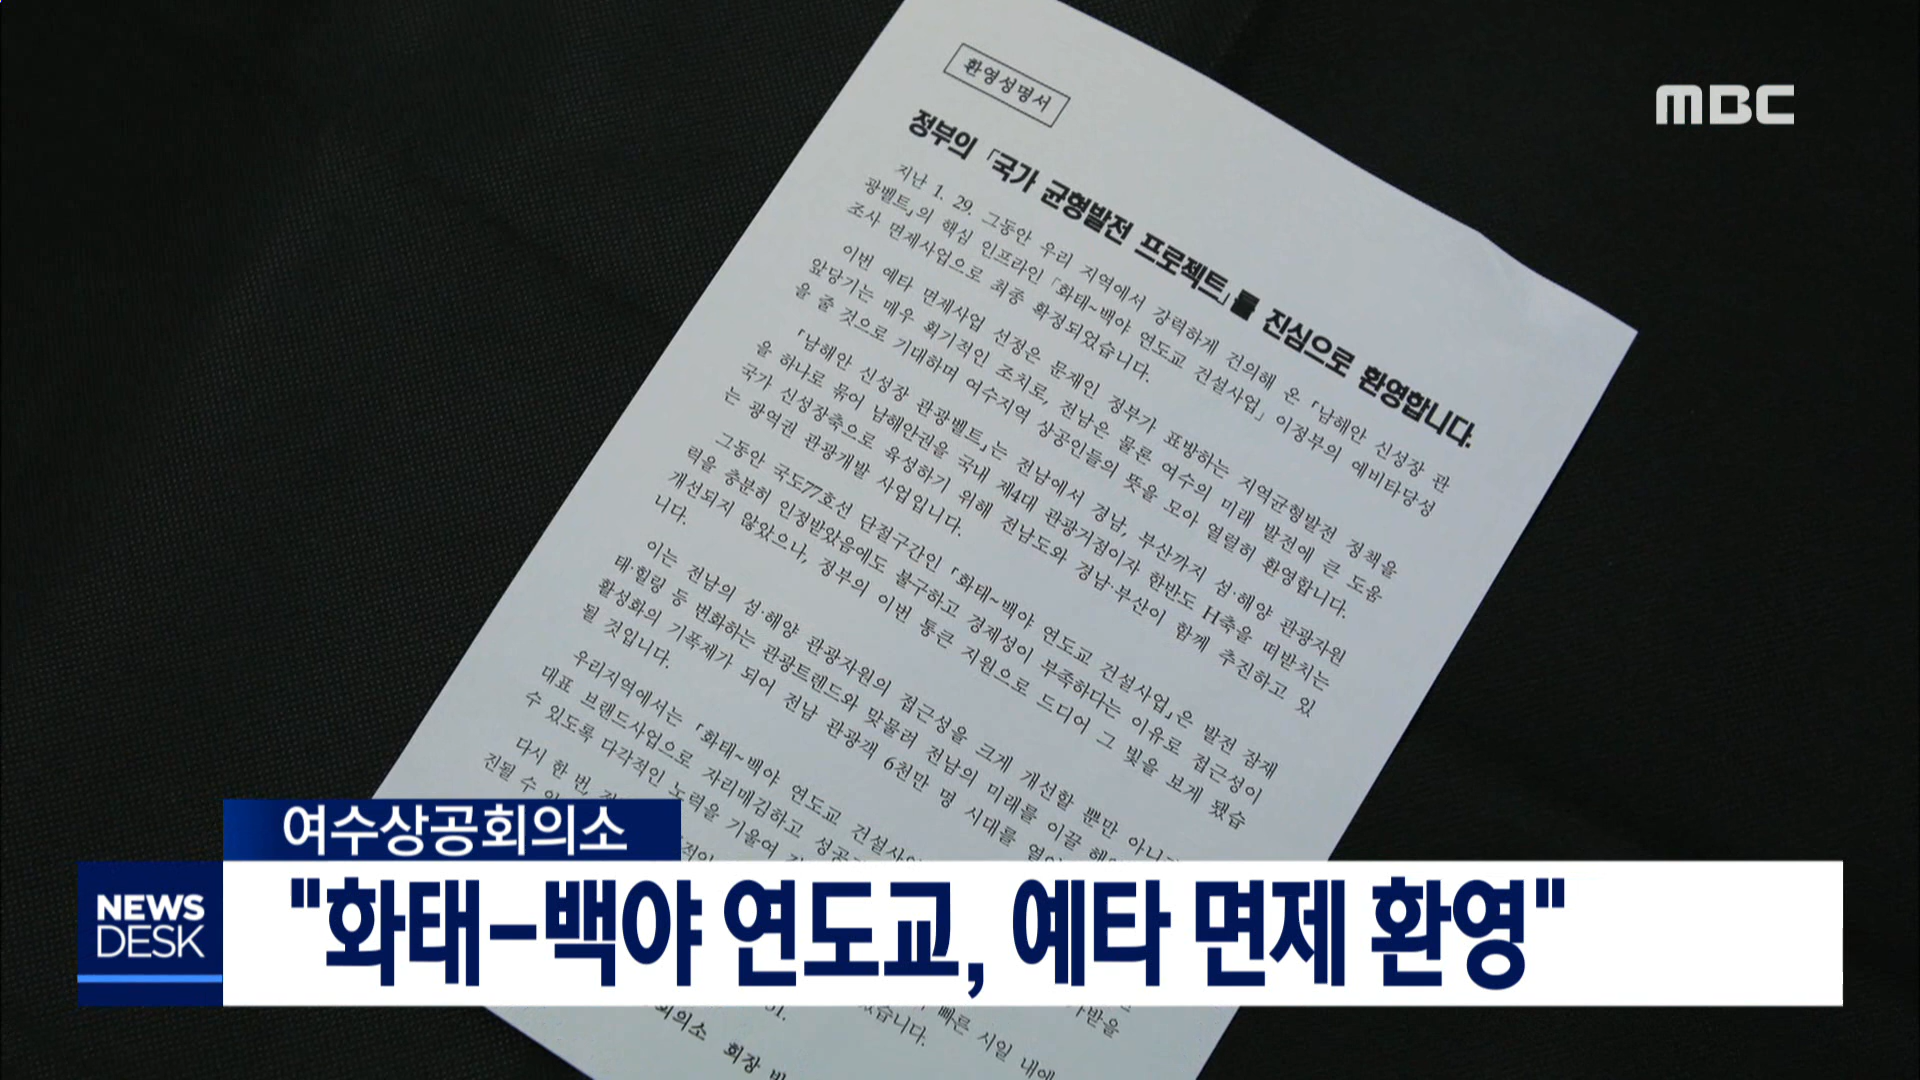 MBC
환영성명서
정부의 「국가 균형발전 프로젝트」를 진심으로 환영합니다.
지난 1. 29. 그동안 우리 지역에서 강력하게 건의해 온 「남해안 신성장 관
광벨트」의 핵심 인프라인 「화태~백야 연도교 건설사업」이정부의 예비타당성
조사 면제사업으로 최종 확정되었습니다.
이번 예타 면제사업 선정은 문재인 정부가 표방하는 지역균형발전 정책을
앞당기는 매우 획기적인 조치로, 전남은 물론 여수의 미래 발전에 큰 도움
을 줄 것으로 기대하며 여수지역 상공인들의 뜻을 모아 열렬히 환영합니다.
「남해안 신성장 관광벨트」는 전남에서 경남, 부산까지 섬·해양 관광자원
을 하나로 묶어 남해안권을 국내 제4대 관광거점이자 한반도 H축을 떠받치는
국가 신성장축으로 육성하기 위해 전남도와 경남·부산이 함께 추진하고 있
는 광역권 관광개발 사업입니다.
그동안 국도77호선 단절구간인 「화태~백야 연도교 건설사업」은 발전 잠재
력을 충분히 인정받았음에도 불구하고 경제성이 부족하다는 이유로 접근성이
개선되지 않았으나, 정부의 이번 통큰 지원으로 드디어 그 빛을 보게 됐습
니다.
이는 전남의 섬·해양 관광자원의 접근성을 크게 개선할 뿐만 아니라
태·힐링 등 변화하는 관광트렌드와 맞물려 전남의 미래를 이끌 해
활성화의 기폭제가 되어 전남 관광객 6천만 명 시대를 열어
될 것입니다.
우리지역에서는 「화태~백야 연도교 건설사업
대표 브랜드사업으로 자리매김하고 성공
수 있도록 다각적인 노력을 기울여
다시 한 번,
진될 수
빠른 시일 내에
회의소 회장
여수상공회의소
NEWS
DESK
"화태-백야 연도교, 예타 면제 환영"